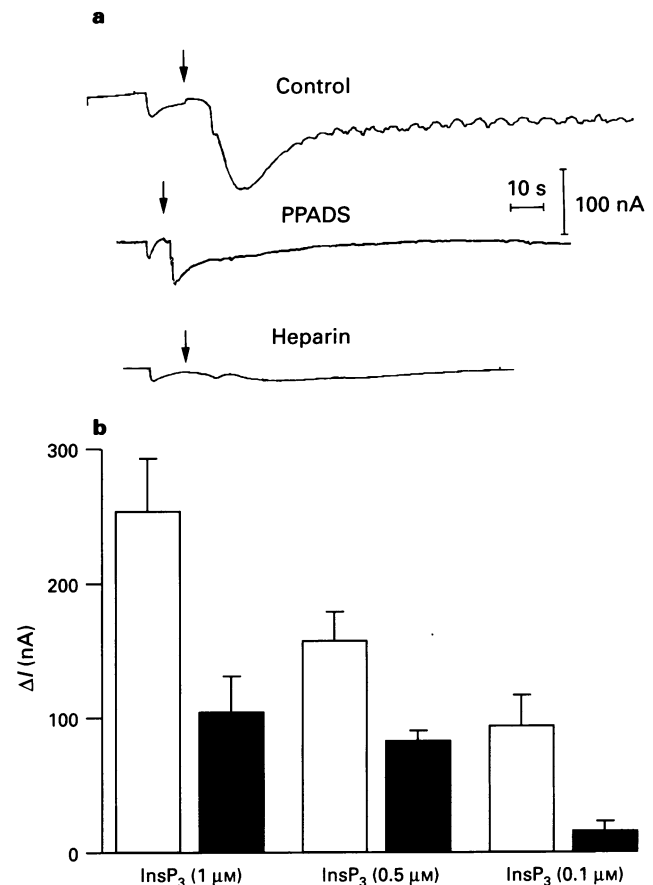 a
Control
10 s
100 nA
PPADS
Heparin
b
300
200
100
0
ΔI (nA)
InsP₃ (1 μM)
InsP₃ (0.5 μM)
InsP₃ (0.1 μM)